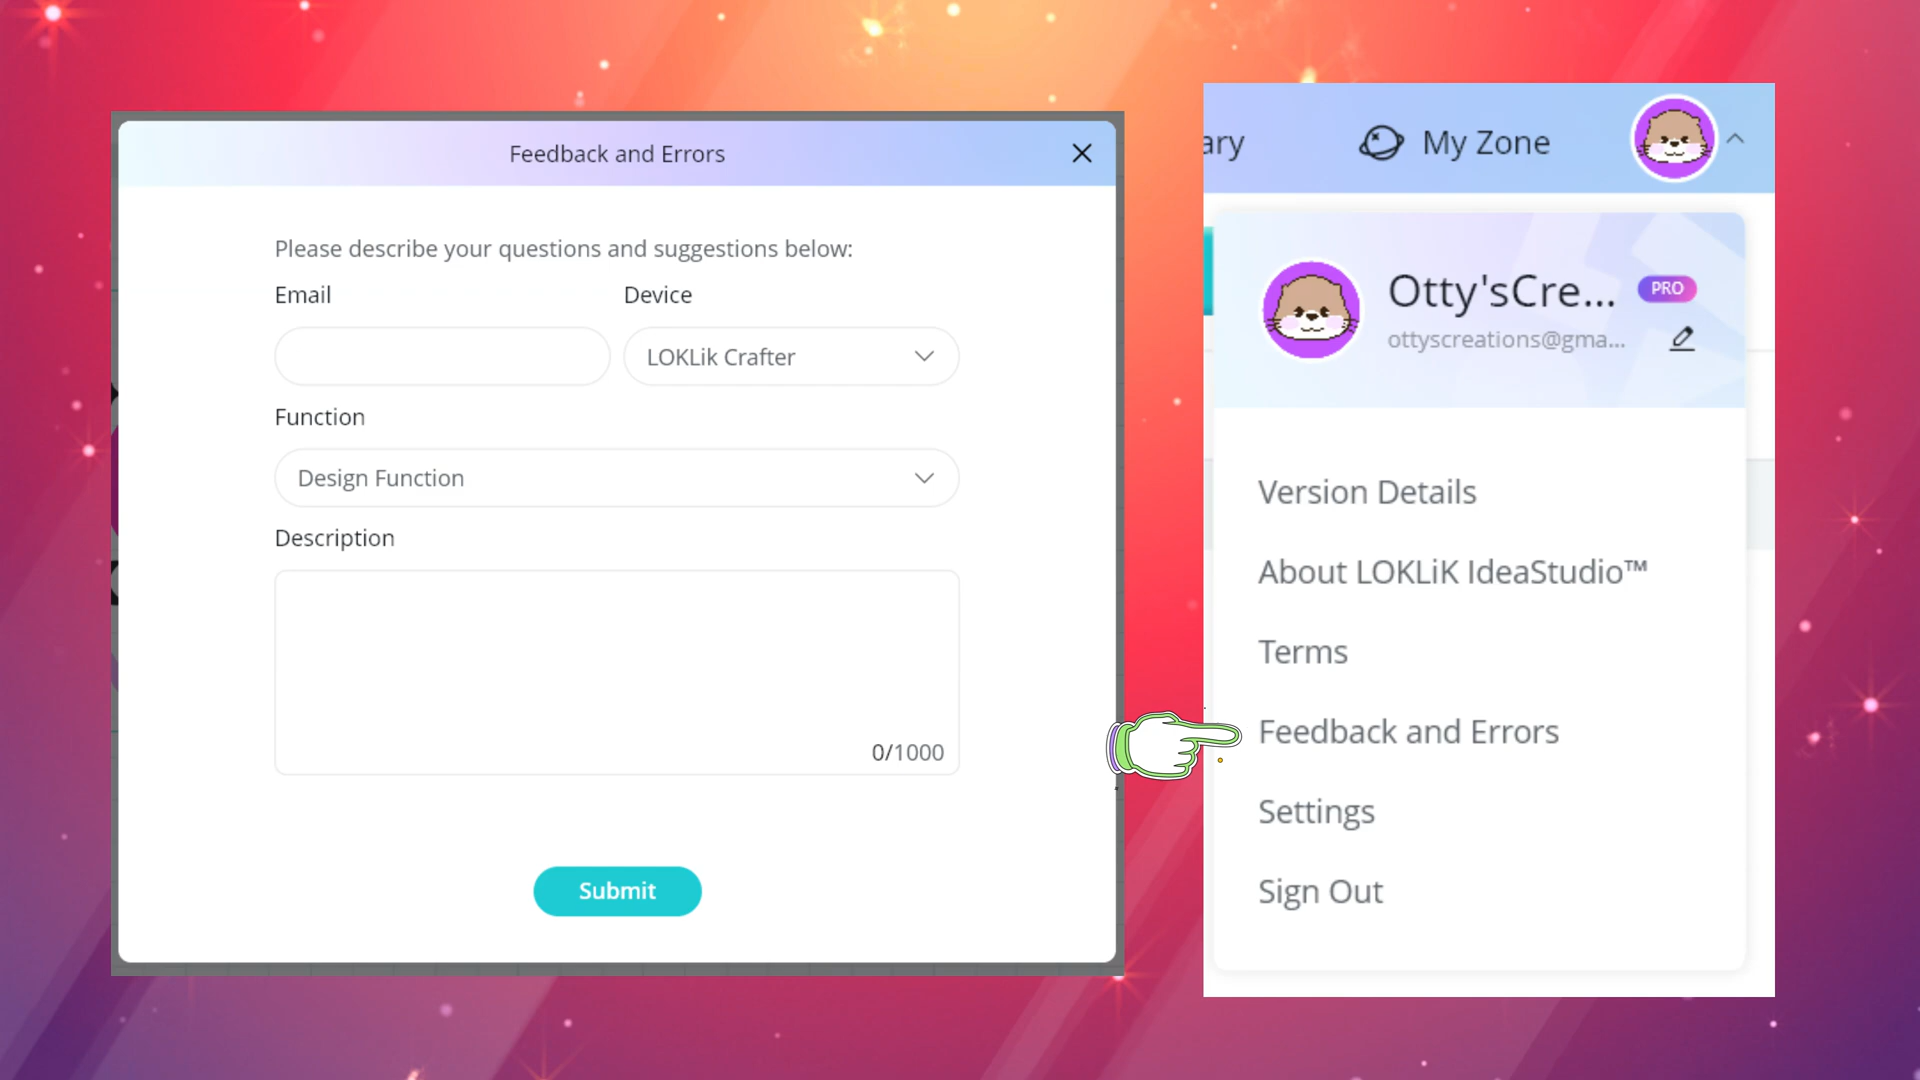 Feedback and Errors
Please describe your questions and suggestions below:
Email
Device
LOKLik Crafter
Function
Design Function
Description
0/1000
Submit
ary
My Zone
Otty'sCre...
PRO
ottyscreations@gma...
Version Details
About LOKLiK IdeaStudio™
Terms
Feedback and Errors
Settings
Sign Out